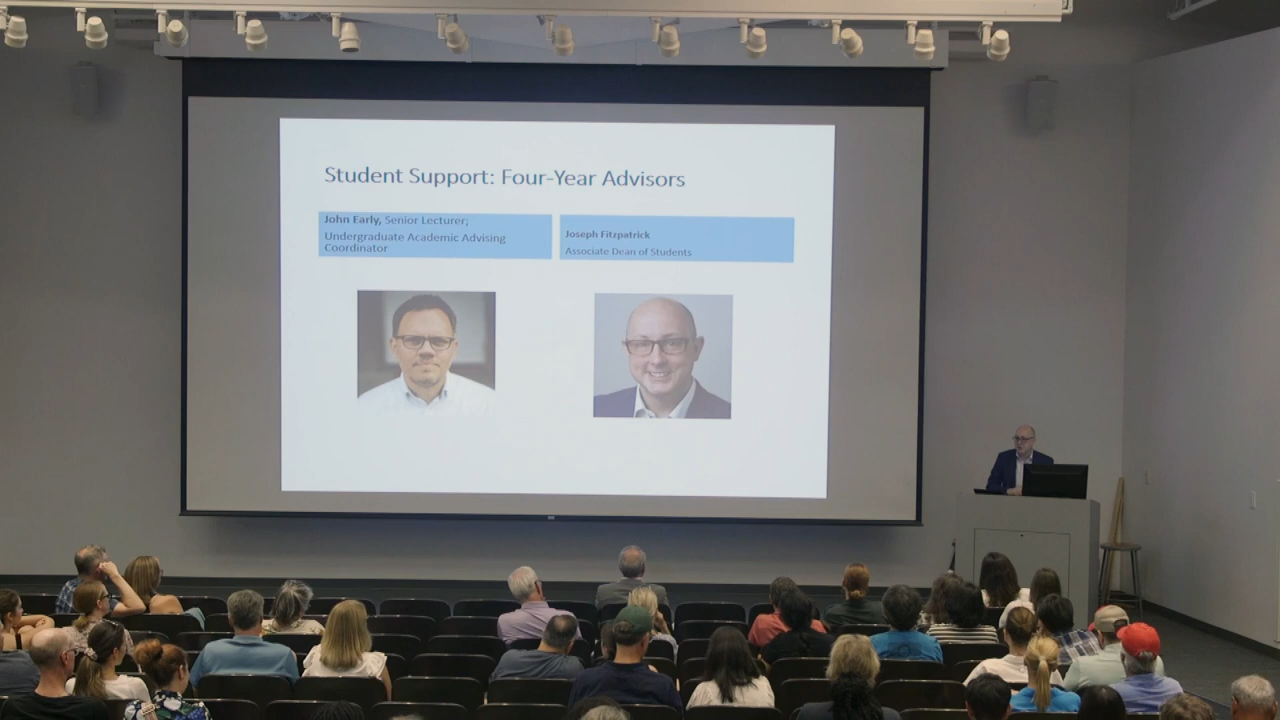 Student Support: Four-Year Advisors
John Early, Senior Lecturer;
Undergraduate Academic Advising
Coordinator
Joseph Fitzpatrick
Associate Dean of Students